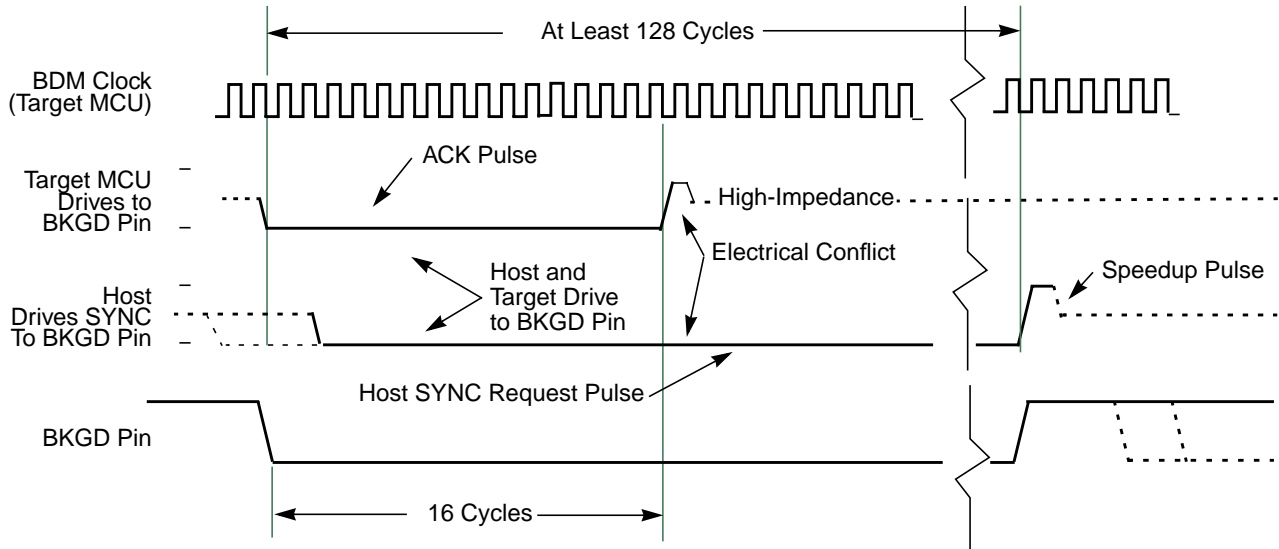 At Least 128 Cycles
BDM Clock
(Target MCU)
ACK Pulse
Target MCU
Drives to
BKGD Pin
High-Impedance
Electrical Conflict
Host and
Target Drive
to BKGD Pin
Speedup Pulse
Host
Drives SYNC
To BKGD Pin
Host SYNC Request Pulse
BKGD Pin
16 Cycles